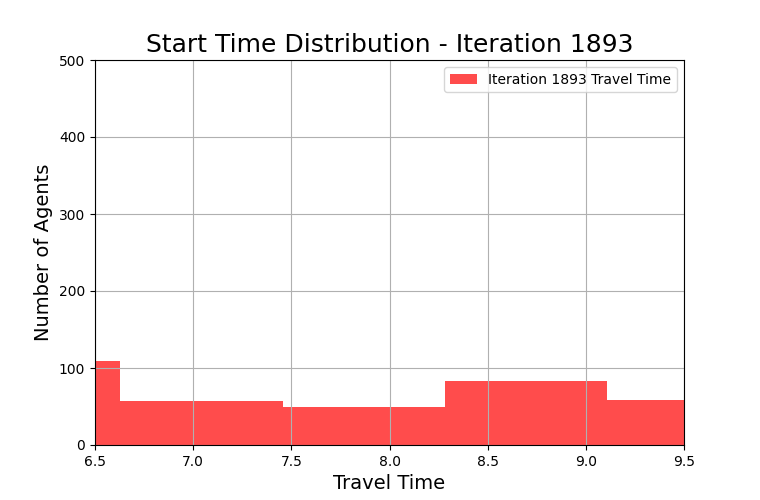 Start Time Distribution - Iteration 1893
Iteration 1893 Travel Time
Number of Agents
500
400
300
200
100
0
6.5 7.0 7.5 8.0 8.5 9.0 9.5
Travel Time